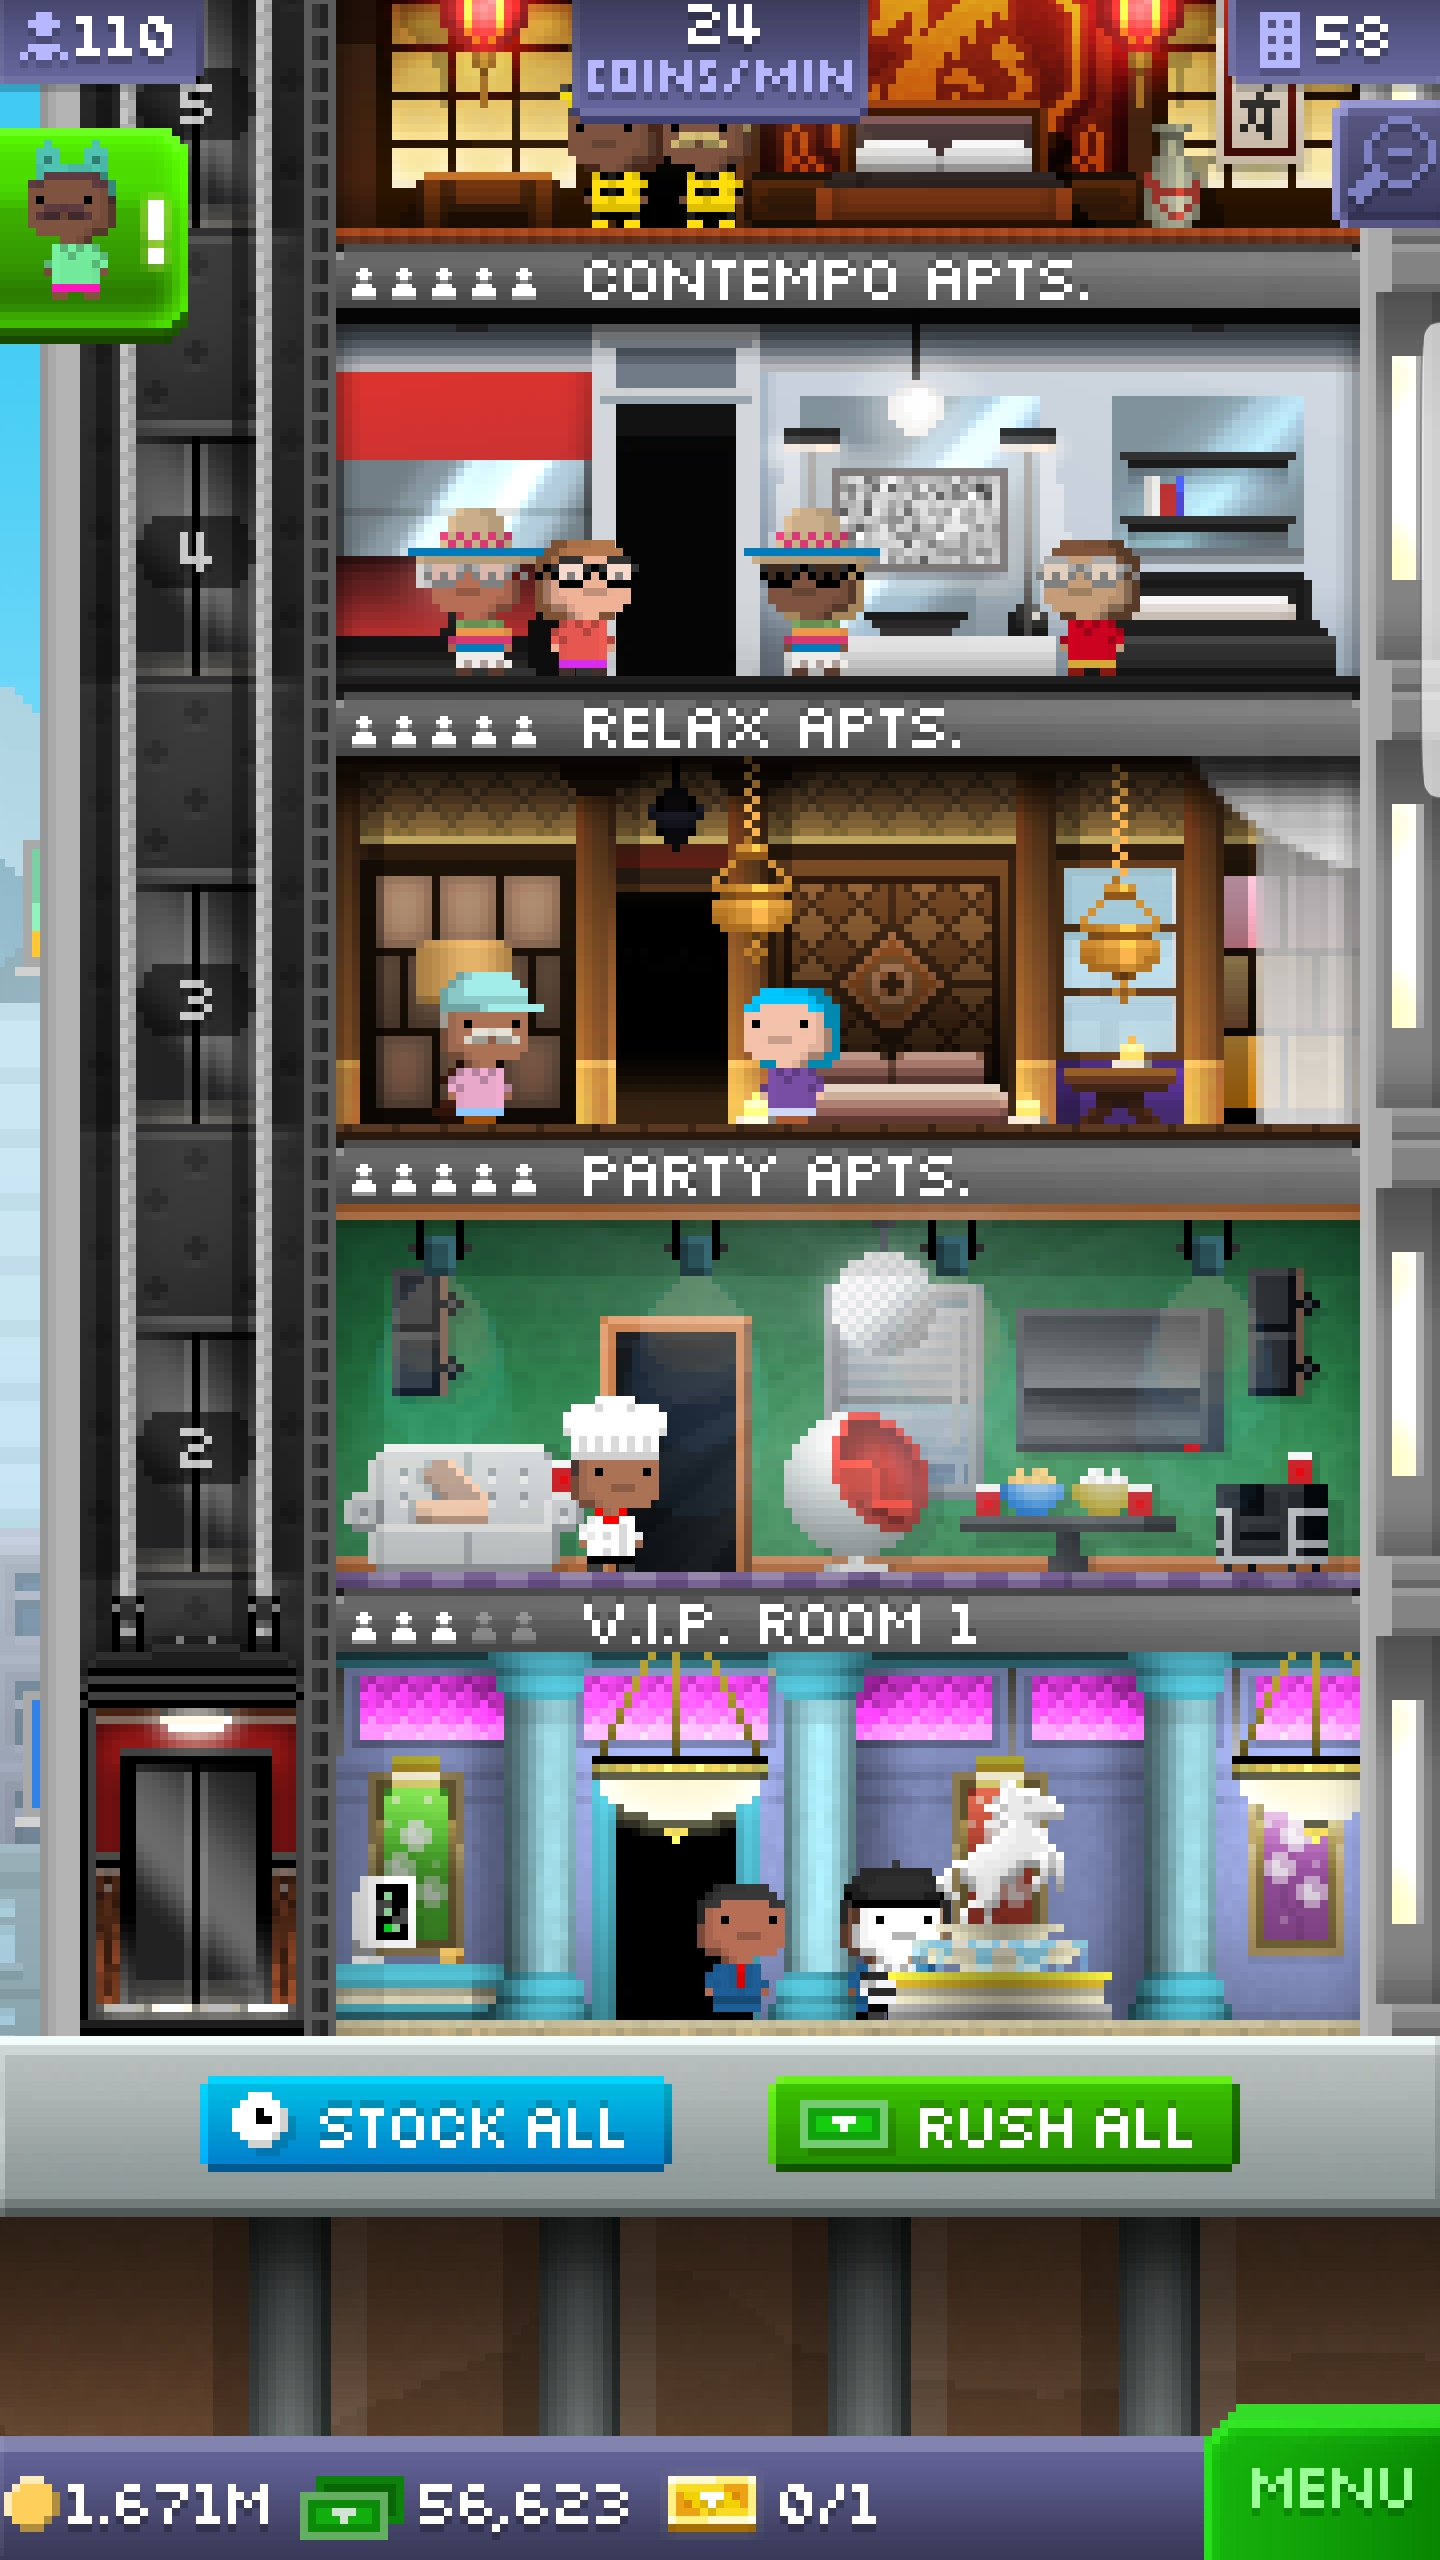 110
24
COINS/MIN
58
5
!
CONTEMPO APTS.
4
RELAX APTS.
3
PARTY APTS.
2
V.I.P. ROOM 1
STOCK ALL
RUSH ALL
1.671M
56,623
0/1
MENU